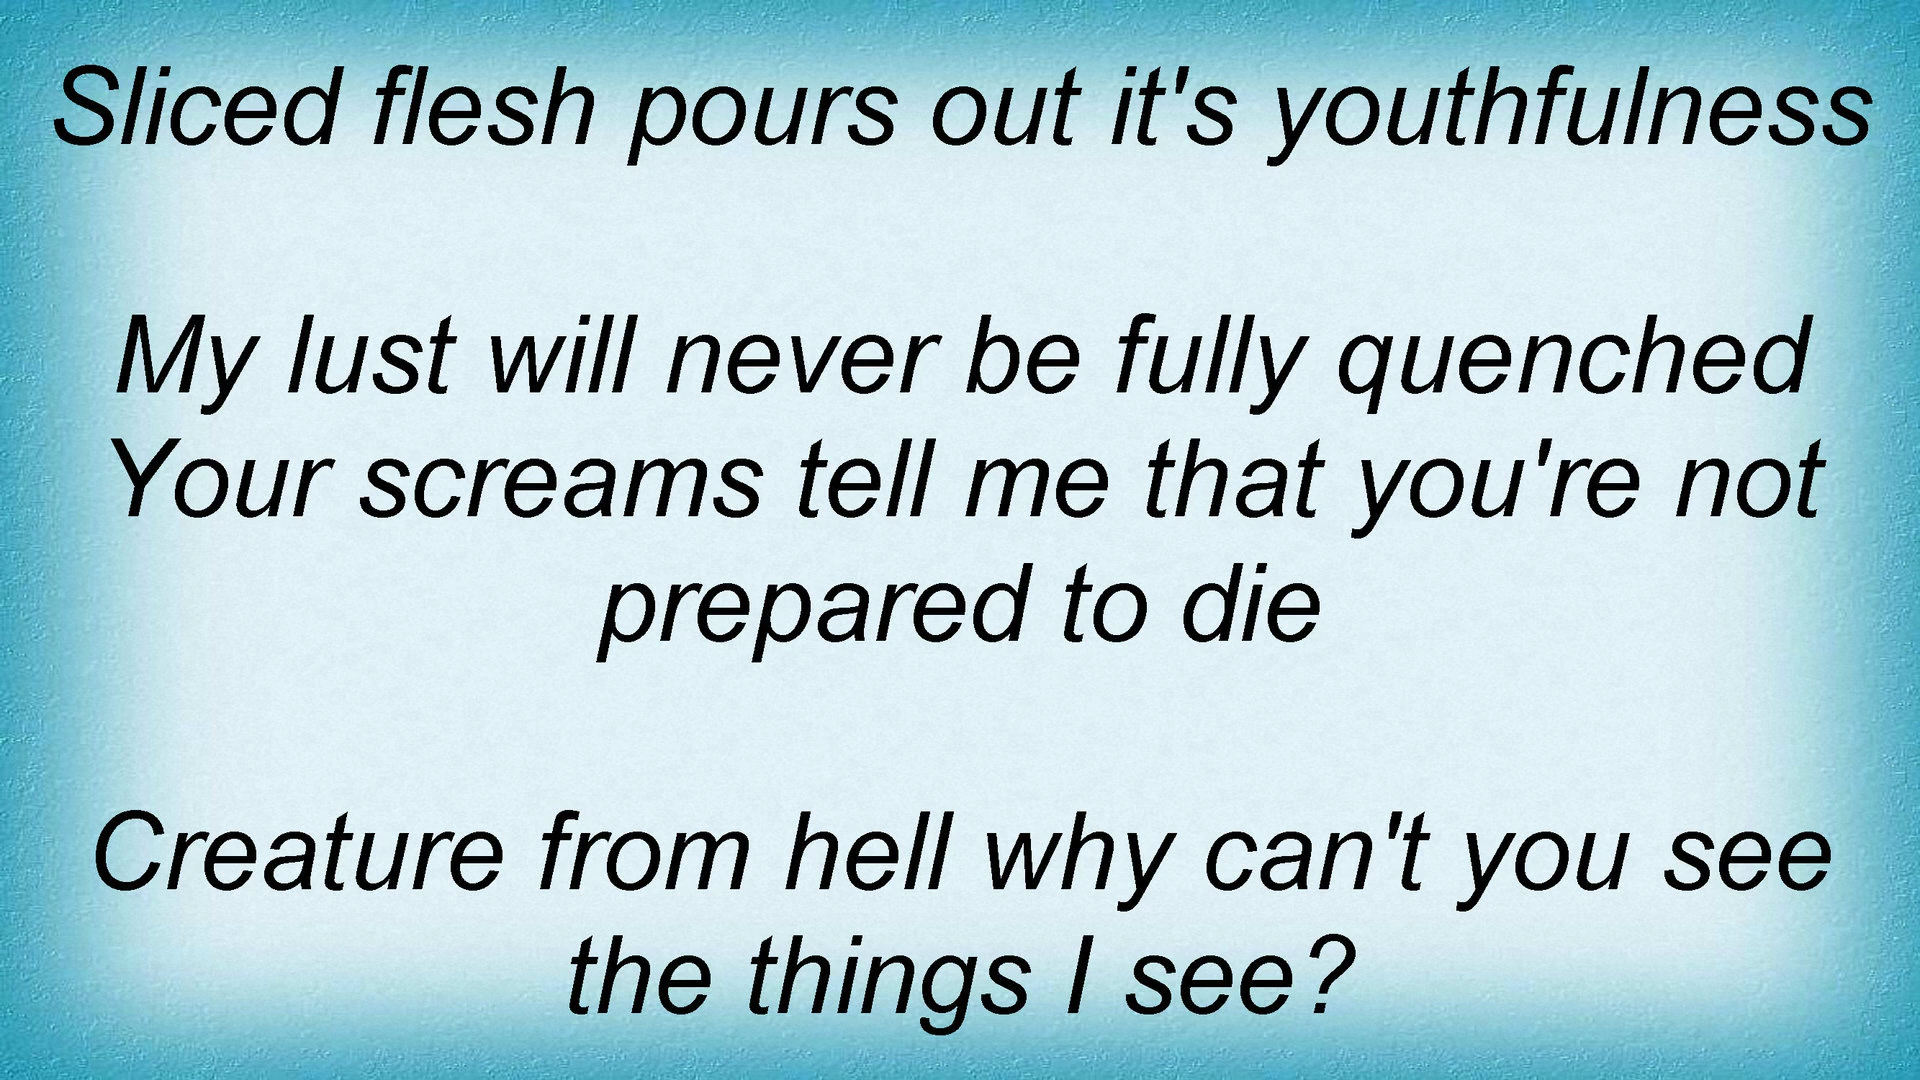 Sliced flesh pours out it's youthfulness
My lust will never be fully quenched
Your screams tell me that you're not
prepared to die
Creature from hell why can't you see
the things I see?